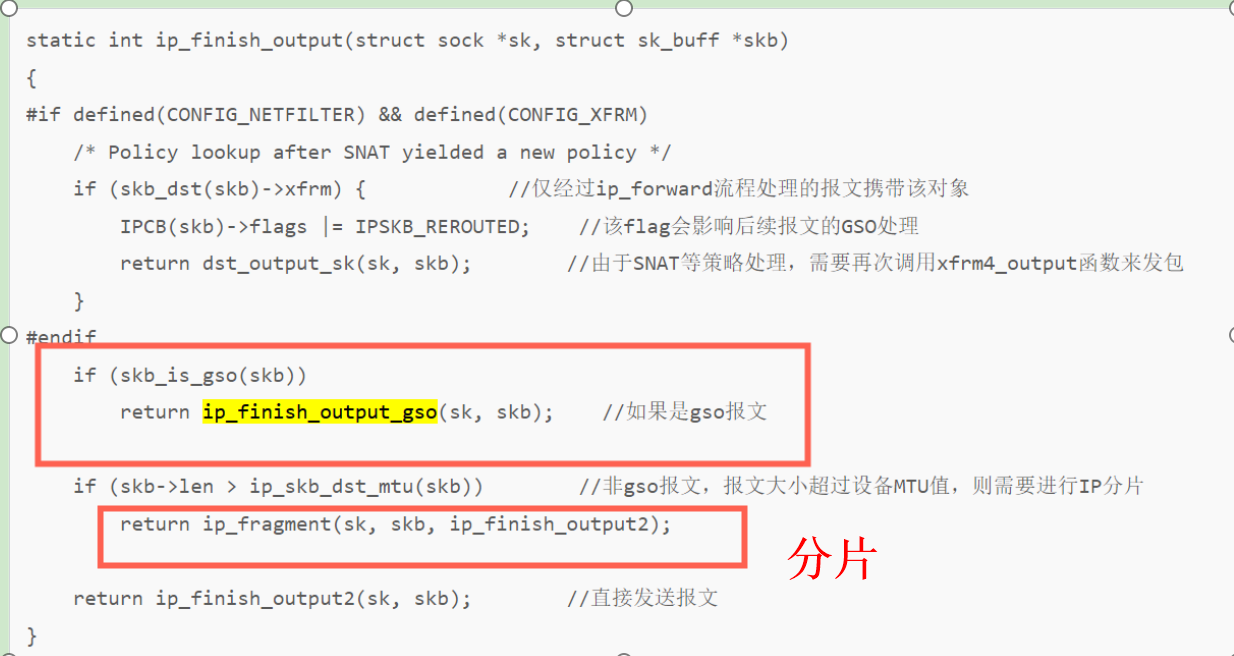 static int ip_finish_output(struct sock *sk, struct sk_buff *skb)
{
#if defined(CONFIG_NETFILTER) && defined(CONFIG_XFRM)
    /* Policy lookup after SNAT yielded a new policy */
    if (skb_dst(skb)->xfrm) {            //仅经过ip_forward流程处理的报文携带该对象
        IPCB(skb)->flags |= IPSKB_REROUTED;    //该flag会影响后续报文的GSO处理
        return dst_output_sk(sk, skb);        //由于SNAT等策略处理，需要再次调用xfrm4_output函数来发包
    }
#endif
    if (skb_is_gso(skb))
        return ip_finish_output_gso(sk, skb);    //如果是gso报文
    if (skb->len > ip_skb_dst_mtu(skb))        //非gso报文，报文大小超过设备MTU值，则需要进行IP分片
        return ip_fragment(sk, skb, ip_finish_output2);
分片
    return ip_finish_output2(sk, skb);        //直接发送报文
}